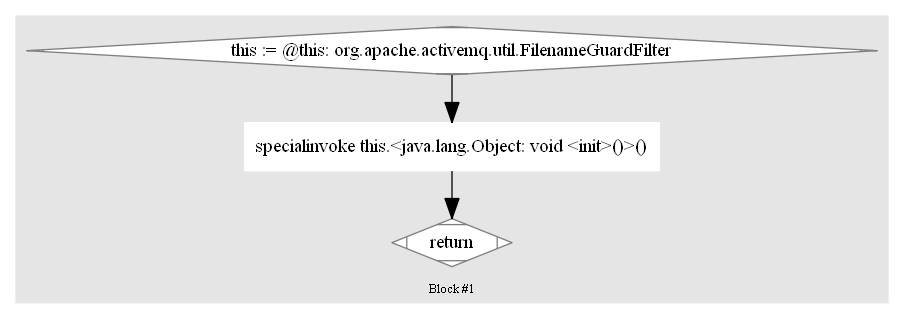 this := @this: org.apache.activemq.util.FilenameGuardFilter
specialinvoke this.<java.lang.Object: void <init>()>()
return
Block #1